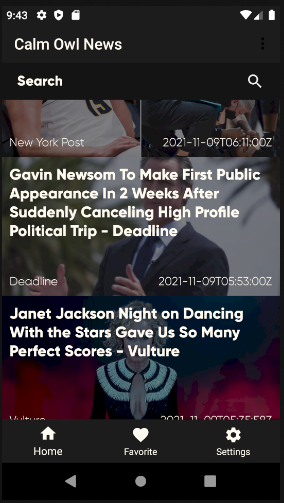 9:43
Calm Owl News
Search
New York Post 2021-11-09T06:11:00Z
Gavin Newsom To Make First Public
Appearance In 2 Weeks After
Suddenly Canceling High Profile
Political Trip - Deadline
Deadline 2021-11-09T05:53:00Z
Janet Jackson Night on Dancing
With the Stars Gave Us So Many
Perfect Scores - Vulture
Vulture 2021-11-09T05:35:58Z
Home Favorite Settings